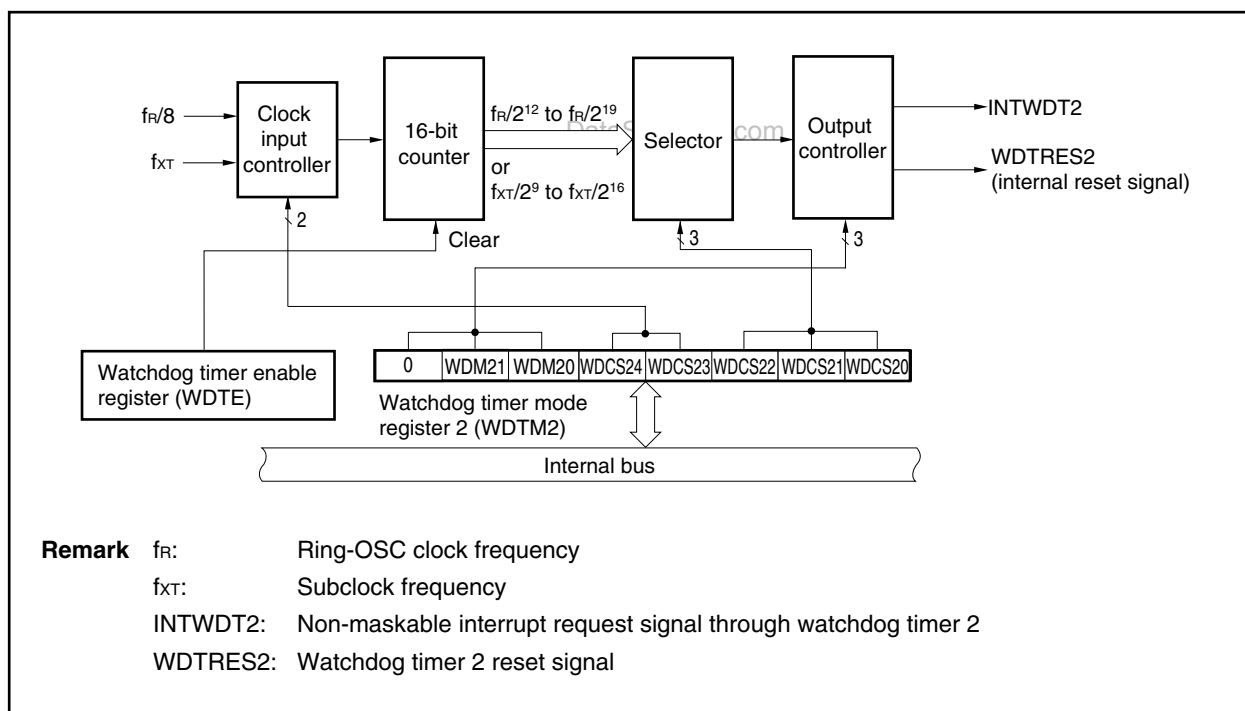 fR/8
fXT
Clock
input
controller
2
16-bit
counter
Clear
fR/2^12 to fR/2^19
or
fXT/2^9 to fXT/2^16
Selector
3
Output
controller
3
INTWDT2
WDTRES2
(internal reset signal)
Watchdog timer enable
register (WDTE)
0 WDM21 WDM20 WDCS24 WDCS23 WDCS22 WDCS21 WDCS20
Watchdog timer mode
register 2 (WDTM2)
Internal bus
Remark fR: Ring-OSC clock frequency
fXT: Subclock frequency
INTWDT2: Non-maskable interrupt request signal through watchdog timer 2
WDTRES2: Watchdog timer 2 reset signal